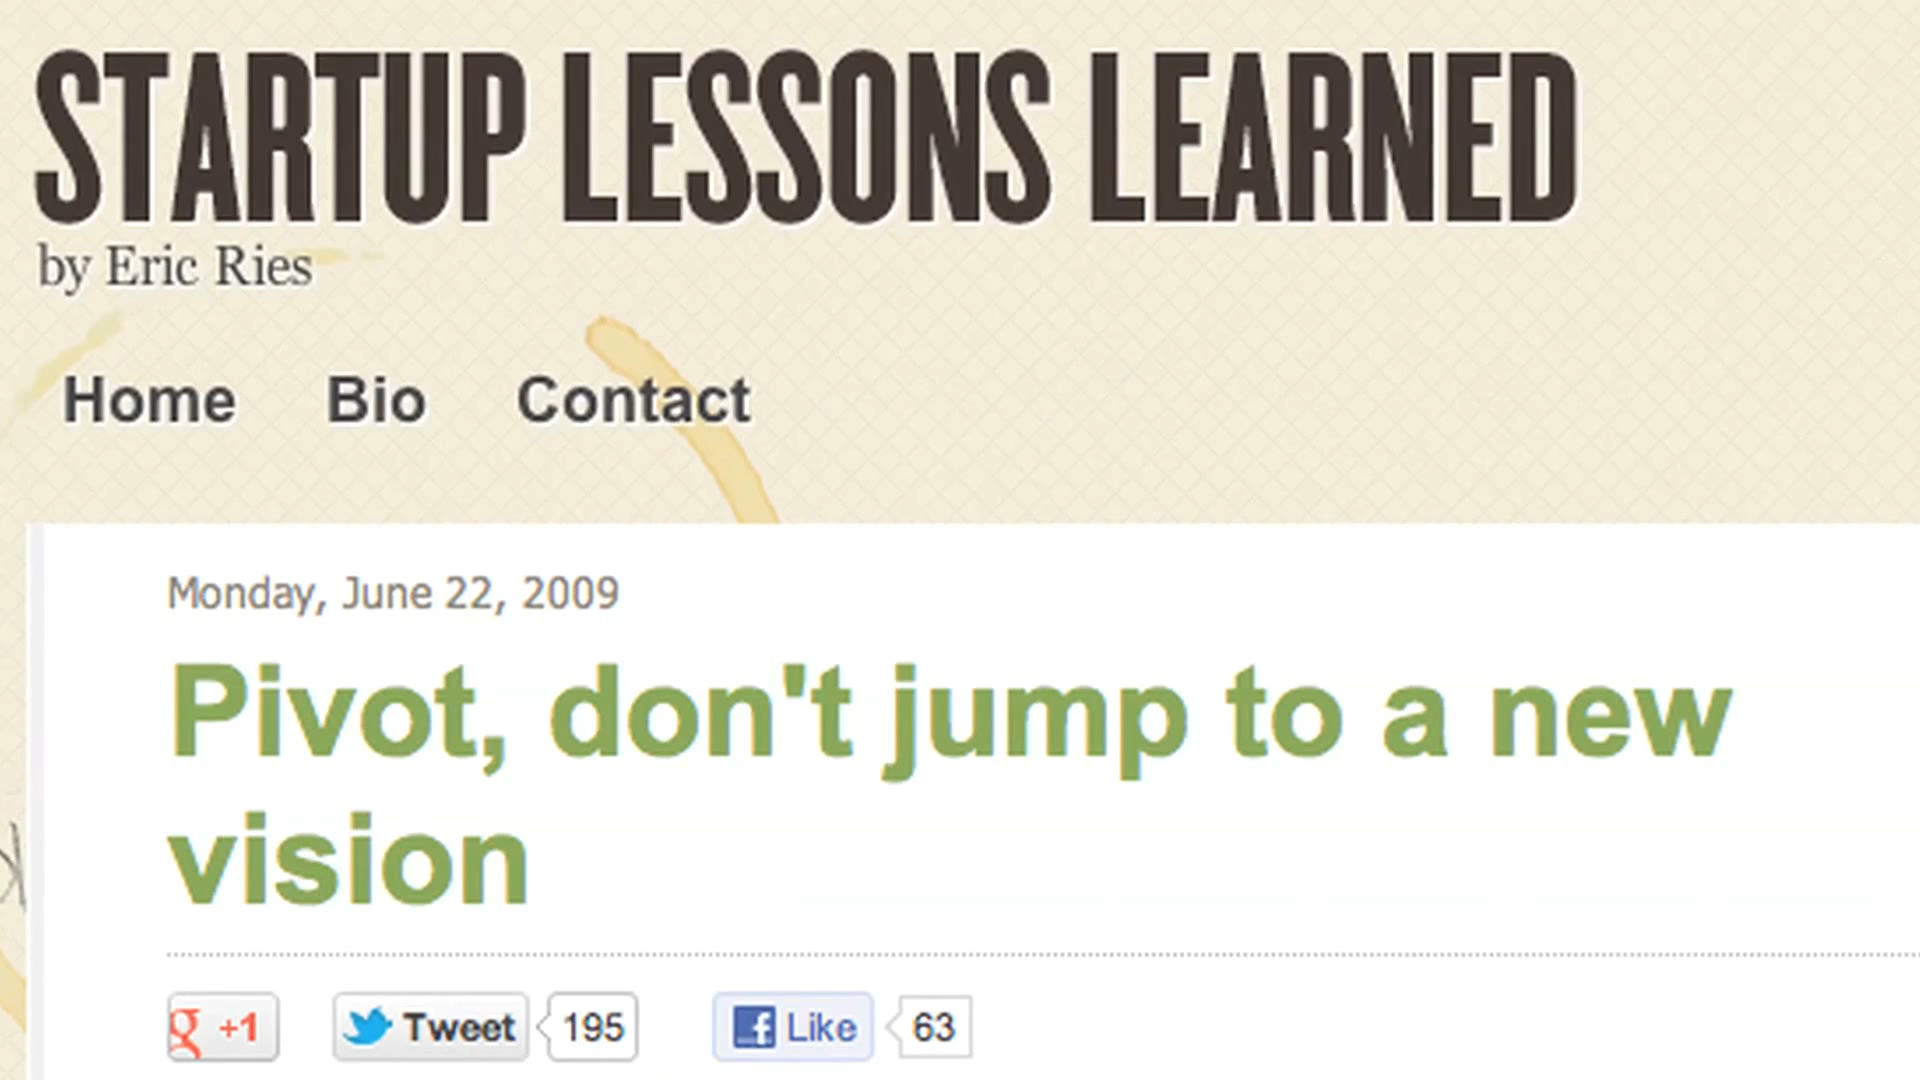 STARTUP LESSONS LEARNED
by Eric Ries
Home Bio Contact
Monday, June 22, 2009
Pivot, don't jump to a new
vision
g +1 Tweet 195 f Like 63